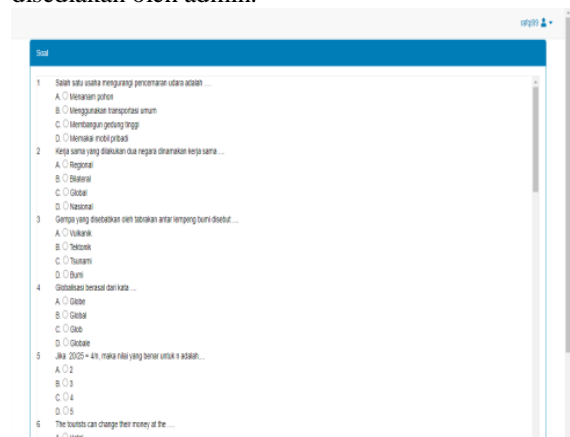 disediakan oleh admin.
rafip99
Soal
1 Salah satu usaha mengurangi pencemaran udara adalah ....
A. Menanam pohon
B. Menggunakan transportasi umum
C. Membangun gedung tinggi
D. Memakai mobil pribadi
2 Kerja sama yang dilakukan dua negara dinamakan kerja sama ...
A. Regional
B. Bilateral
C. Global
D. Nasional
3 Gempa yang disebabkan oleh tabrakan antar lempeng bumi disebut ...
A. Vulkanik
B. Tektonik
C. Tsunami
D. Bumi
4 Globalisasi berasal dari kata ...
A. Globe
B. Global
C. Glob
D. Globale
5 Jika 20/25 = 4/n, maka nilai yang benar untuk n adalah...
A. 2
B. 3
C. 4
D. 5
6 The tourists can change their money at the ....